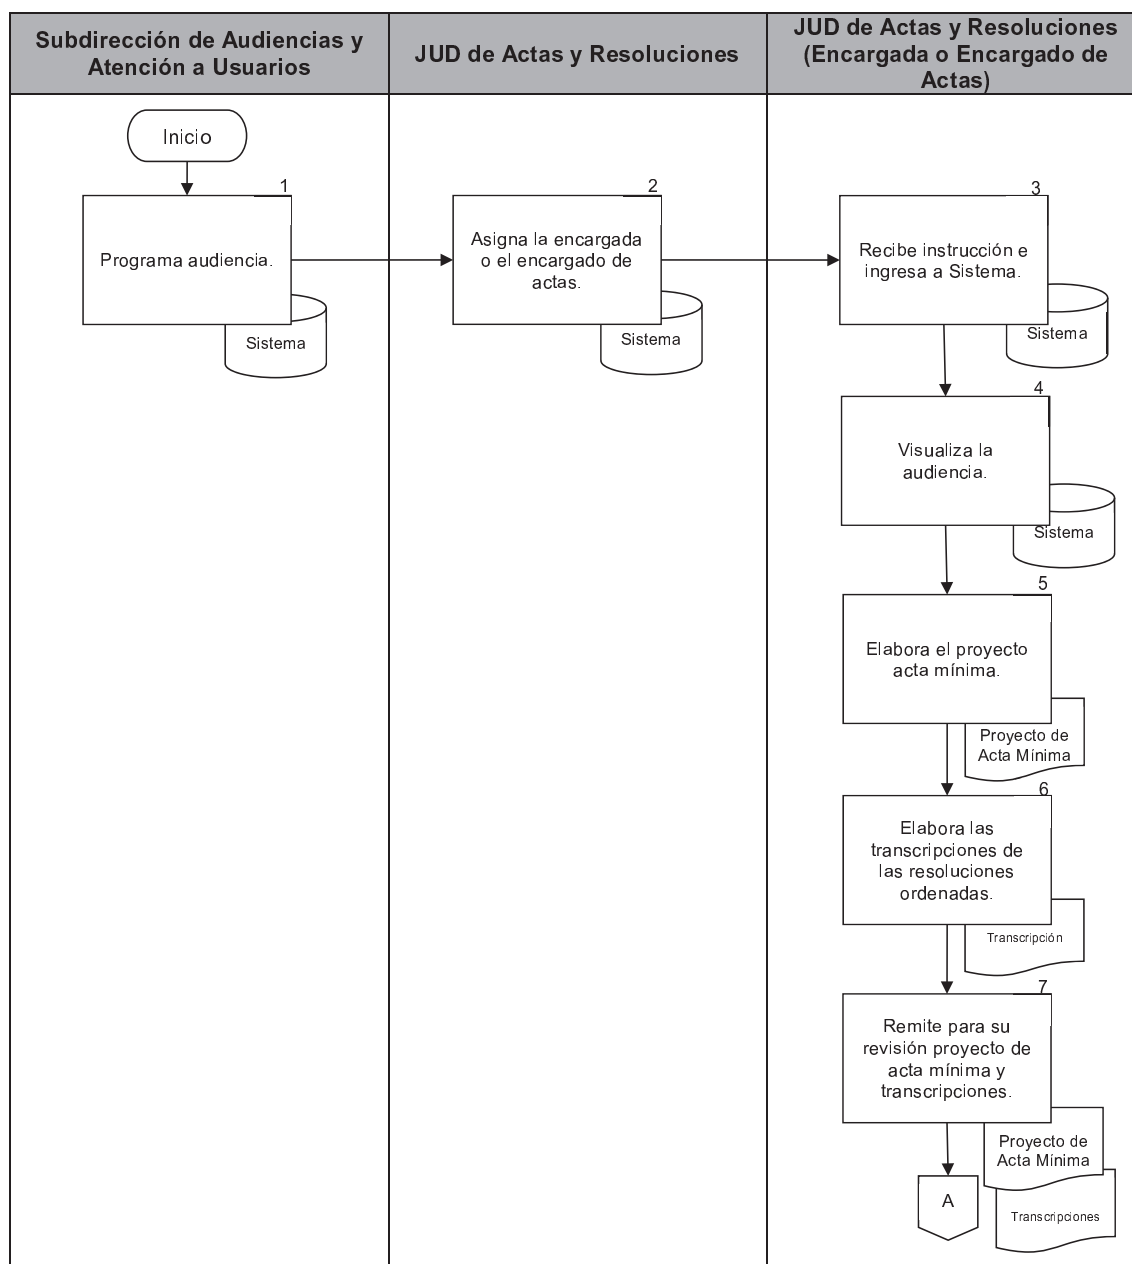 Subdirección de Audiencias y
Atención a Usuarios
JUD de Actas y Resoluciones
JUD de Actas y Resoluciones
(Encargada o Encargado de
Actas)
Inicio
1
Programa audiencia.
Sistema
2
Asigna la encargada
o el encargado de
actas.
Sistema
3
Recibe instrucción e
ingresa a Sistema.
Sistema
4
Visualiza la
audiencia.
Sistema
5
Elabora el proyecto
acta mínima.
Proyecto de
Acta Mínima
6
Elabora las
transcripciones de
las resoluciones
ordenadas.
Transcripción
7
Remite para su
revisión proyecto de
acta mínima y
transcripciones.
Proyecto de
Acta Mínima
Transcripciones
A